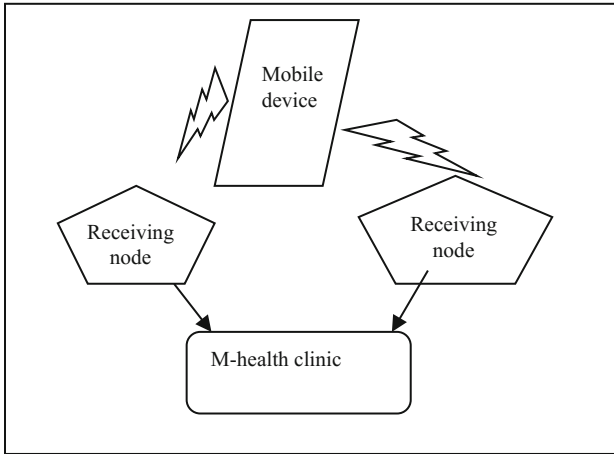 Mobile
device
Receiving
node
Receiving
node
M-health clinic